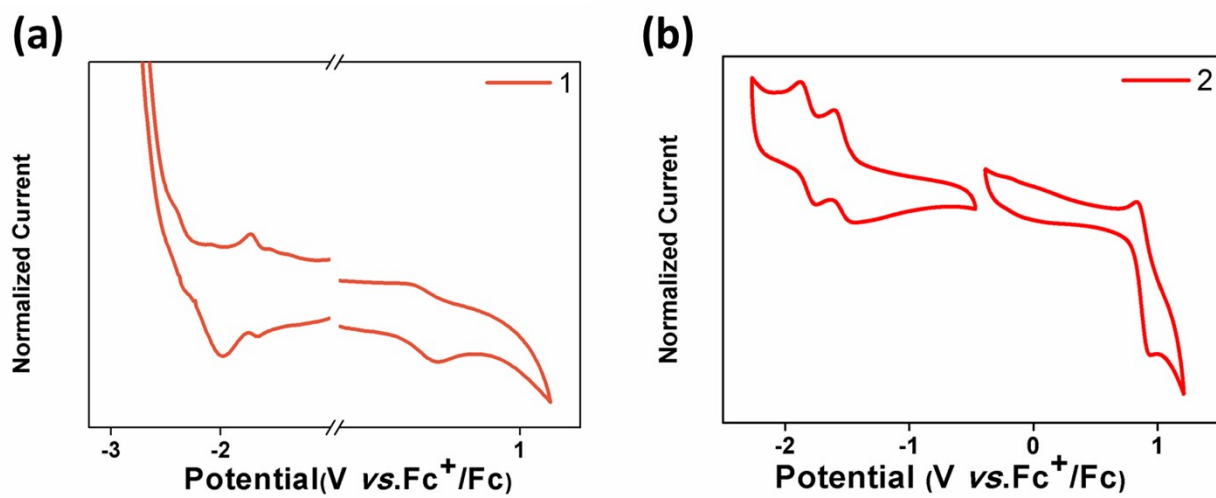 (a)
1
Normalized Current
-3
-2
1
Potential(V vs.Fc⁺/Fc)
(b)
2
Normalized Current
-2
-1
0
1
Potential (V vs.Fc⁺/Fc)